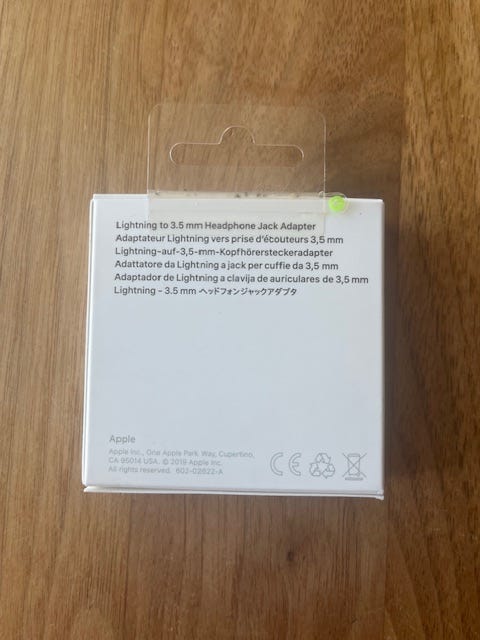 Lightning to 3.5 mm Headphone Jack Adapter
Adaptateur Lightning vers prise d'écouteurs 3,5 mm
Lightning-auf-3,5-mm-Kopfhörersteckeradapter
Adattatore da Lightning a jack per cuffie da 3,5 mm
Adaptador de Lightning a clavija de auriculares de 3,5 mm
Lightning - 3.5 mm ヘッドフォンジャックアダプタ
Apple
Apple Inc., One Apple Park Way, Cupertino,
CA 95014 USA. © 2019 Apple Inc.
All rights reserved. 602-02622-A
CE